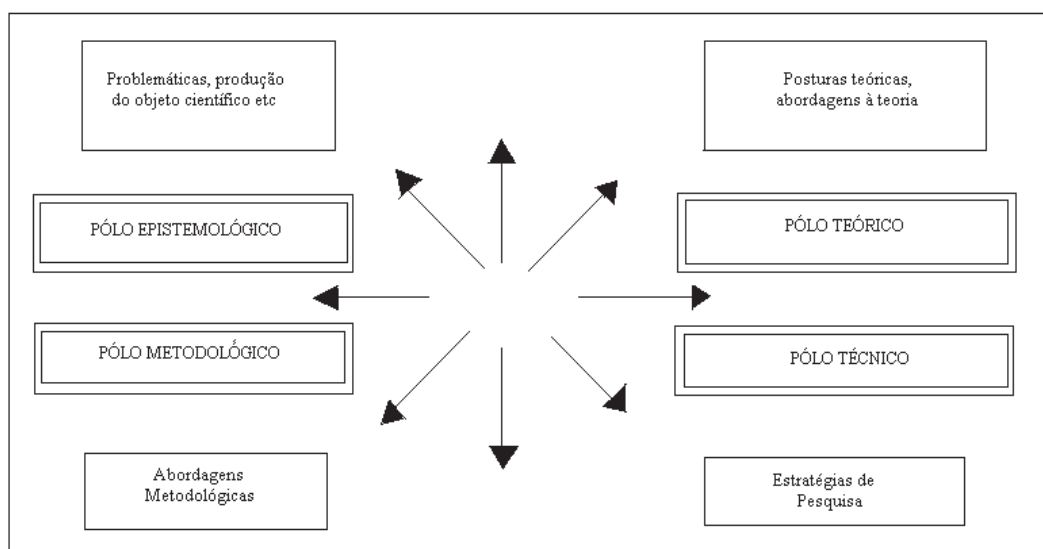 Problemáticas, produção
do objeto científico etc
Posturas teóricas,
abordagens à teoria
PÓLO EPISTEMOLÓGICO
PÓLO TEÓRICO
PÓLO METODOLÓGICO
PÓLO TÉCNICO
Abordagens
Metodológicas
Estratégias de
Pesquisa